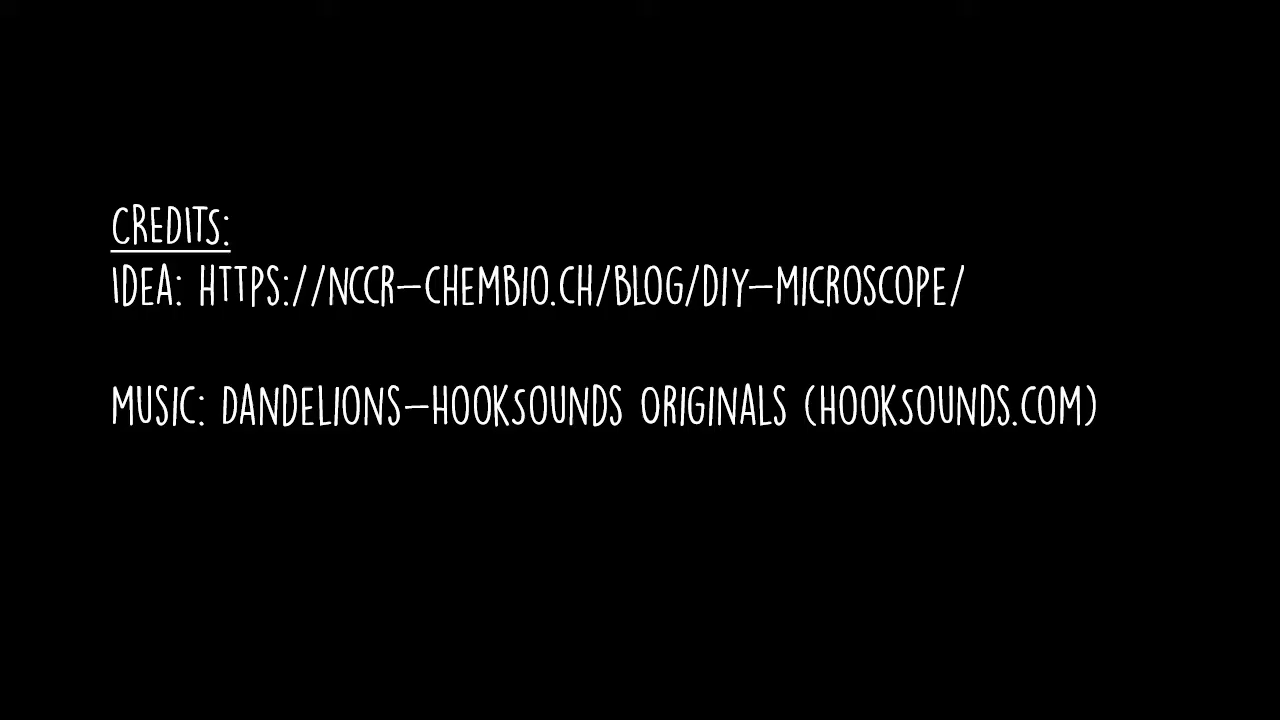 CREDITS:
IDEA: HTTPS://NCCR-CHEMBIO.CH/BLOG/DIY-MICROSCOPE/
MUSIC: DANDELIONS-HOOKSOUNDS ORIGINALS (HOOKSOUNDS.COM)